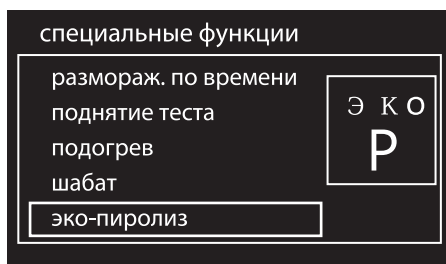 специальные функции
размораж. по времени
поднятие теста
подогрев
шабат
эко-пиролиз
Э К О
P